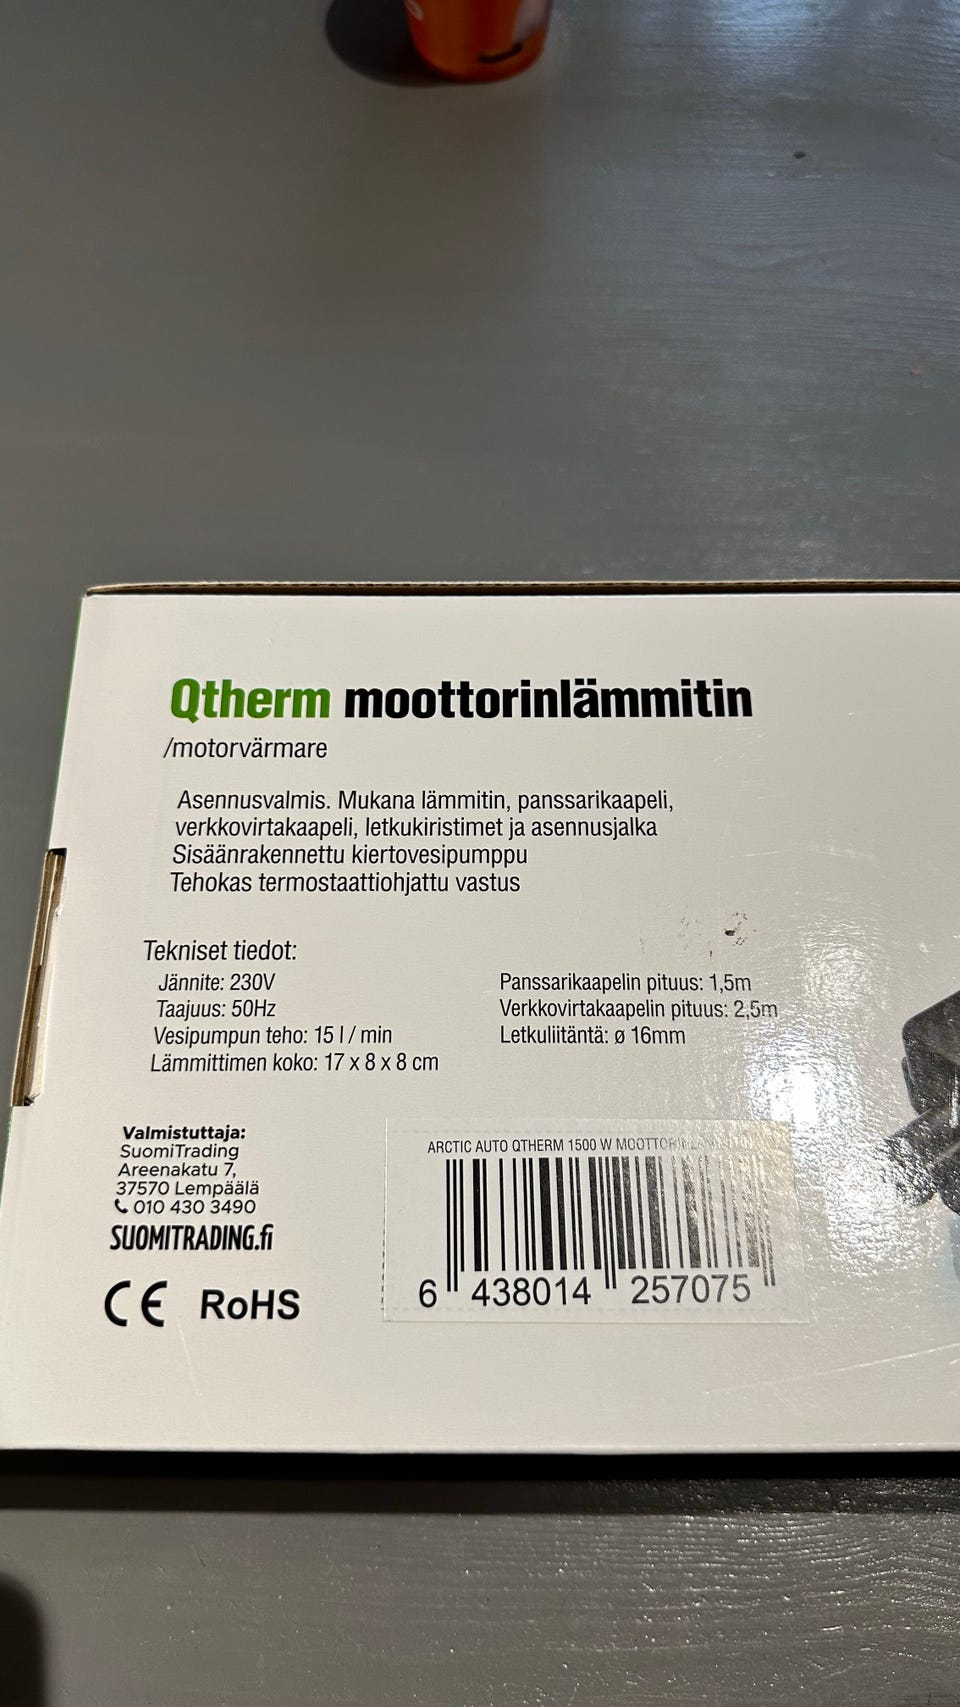 Qtherm moottorinlämmitin
/motorvärmare
Asennusvalmis. Mukana lämmitin, panssarikaapeli,
verkkovirtakaapeli, letkukiristimet ja asennusjalka
Sisäänrakennettu kiertovesipumppu
Tehokas termostaattiohjattu vastus
Tekniset tiedot:
Jännite: 230V
Taajuus: 50Hz
Vesipumpun teho: 15 l / min
Lämmittimen koko: 17 x 8 x 8 cm
Panssarikaapelin pituus: 1,5m
Verkkovirtakaapelin pituus: 2,5m
Letkuliitäntä: ø 16mm
Valmistuttaja:
SuomiTrading
Areenakatu 7,
37570 Lempäälä
010 430 3490
SUOMITRADING.fi
CE RoHS
ARCTIC AUTO QTHERM 1500 W
6 438014 257075